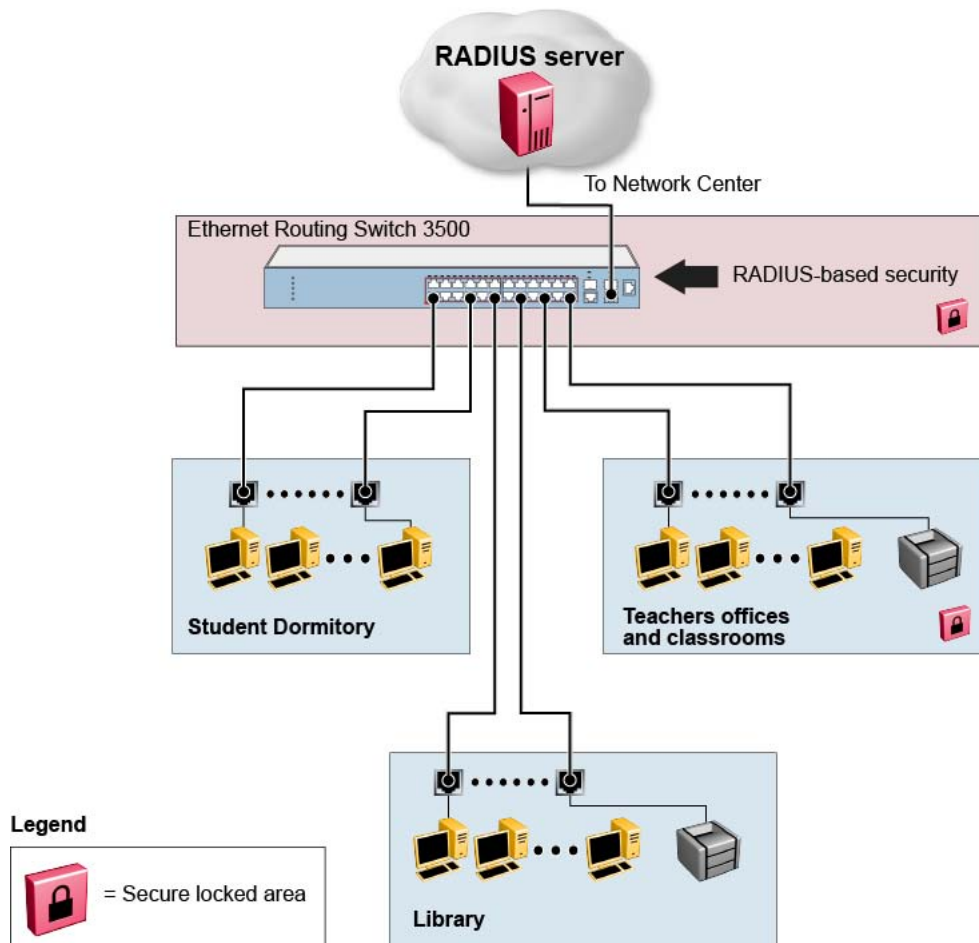 RADIUS server
To Network Center
Ethernet Routing Switch 3500
RADIUS-based security
Student Dormitory
Teachers offices
and classrooms
Library
Legend
= Secure locked area